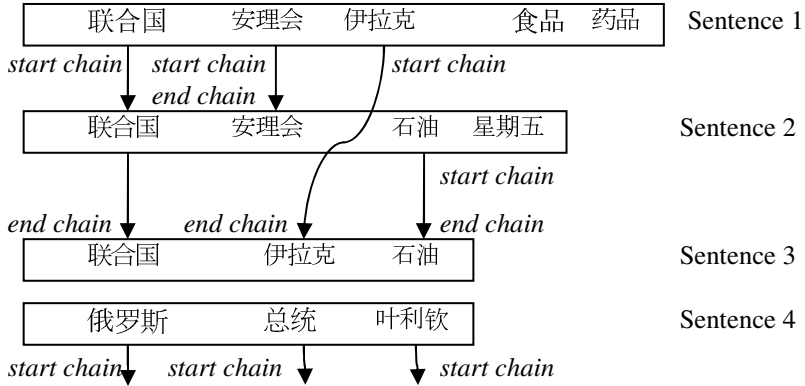 联合国 安理会 伊拉克 食品 药品 Sentence 1
start chain start chain start chain
end chain
联合国 安理会 石油 星期五 Sentence 2
start chain
end chain end chain end chain
联合国 伊拉克 石油 Sentence 3
俄罗斯 总统 叶利钦 Sentence 4
start chain start chain start chain